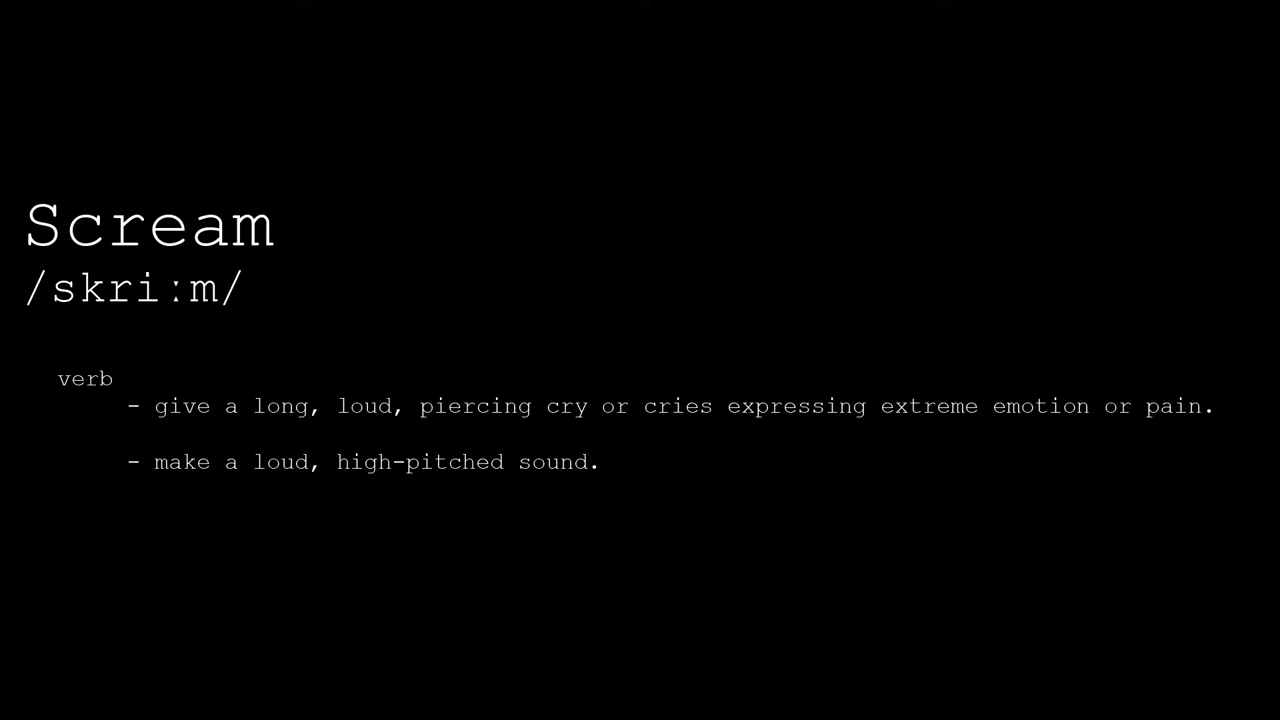 Scream
/skriːm/
verb
- give a long, loud, piercing cry or cries expressing extreme emotion or pain.
- make a loud, high-pitched sound.